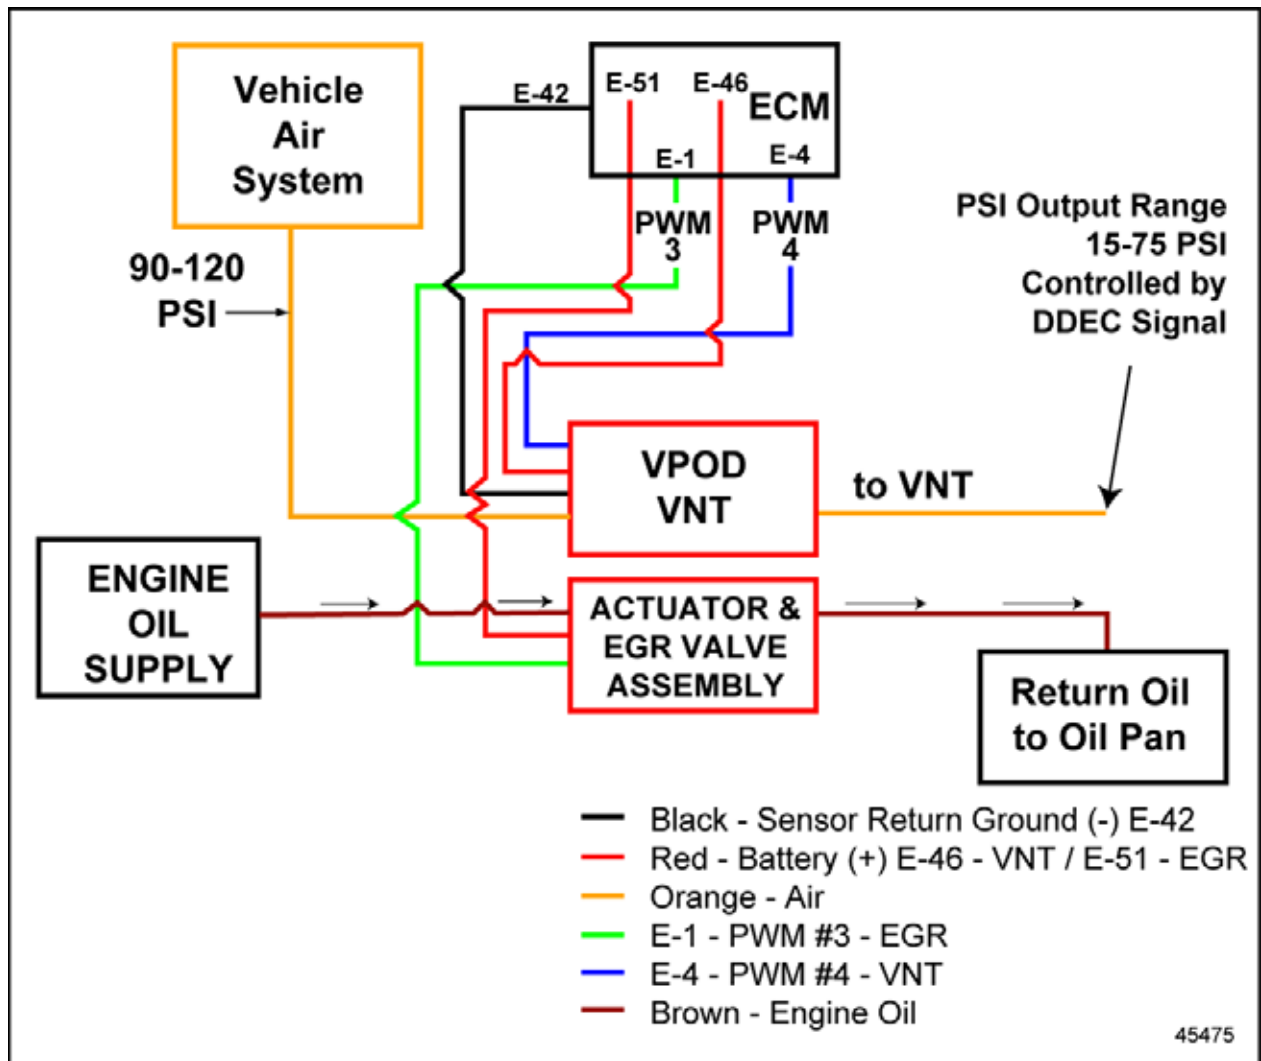 Vehicle
Air
System
E-42
E-51
E-46
ECM
E-1
E-4
PWM
3
PWM
4
90-120
PSI
PSI Output Range
15-75 PSI
Controlled by
DDEC Signal
VPOD
VNT
to VNT
ENGINE
OIL
SUPPLY
ACTUATOR &
EGR VALVE
ASSEMBLY
Return Oil
to Oil Pan
Black - Sensor Return Ground (-) E-42
Red - Battery (+) E-46 - VNT / E-51 - EGR
Orange - Air
E-1 - PWM #3 - EGR
E-4 - PWM #4 - VNT
Brown - Engine Oil
45475